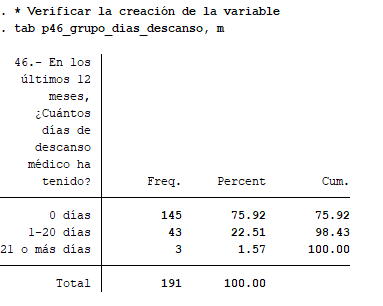 . * Verificar la creación de la variable
. tab p46_grupo_dias_descanso, m
46.- En los
últimos 12
meses,
¿Cuántos
días de
descanso
médico ha
tenido? Freq. Percent Cum.
0 días 145 75.92 75.92
1-20 días 43 22.51 98.43
21 o más días 3 1.57 100.00
Total 191 100.00